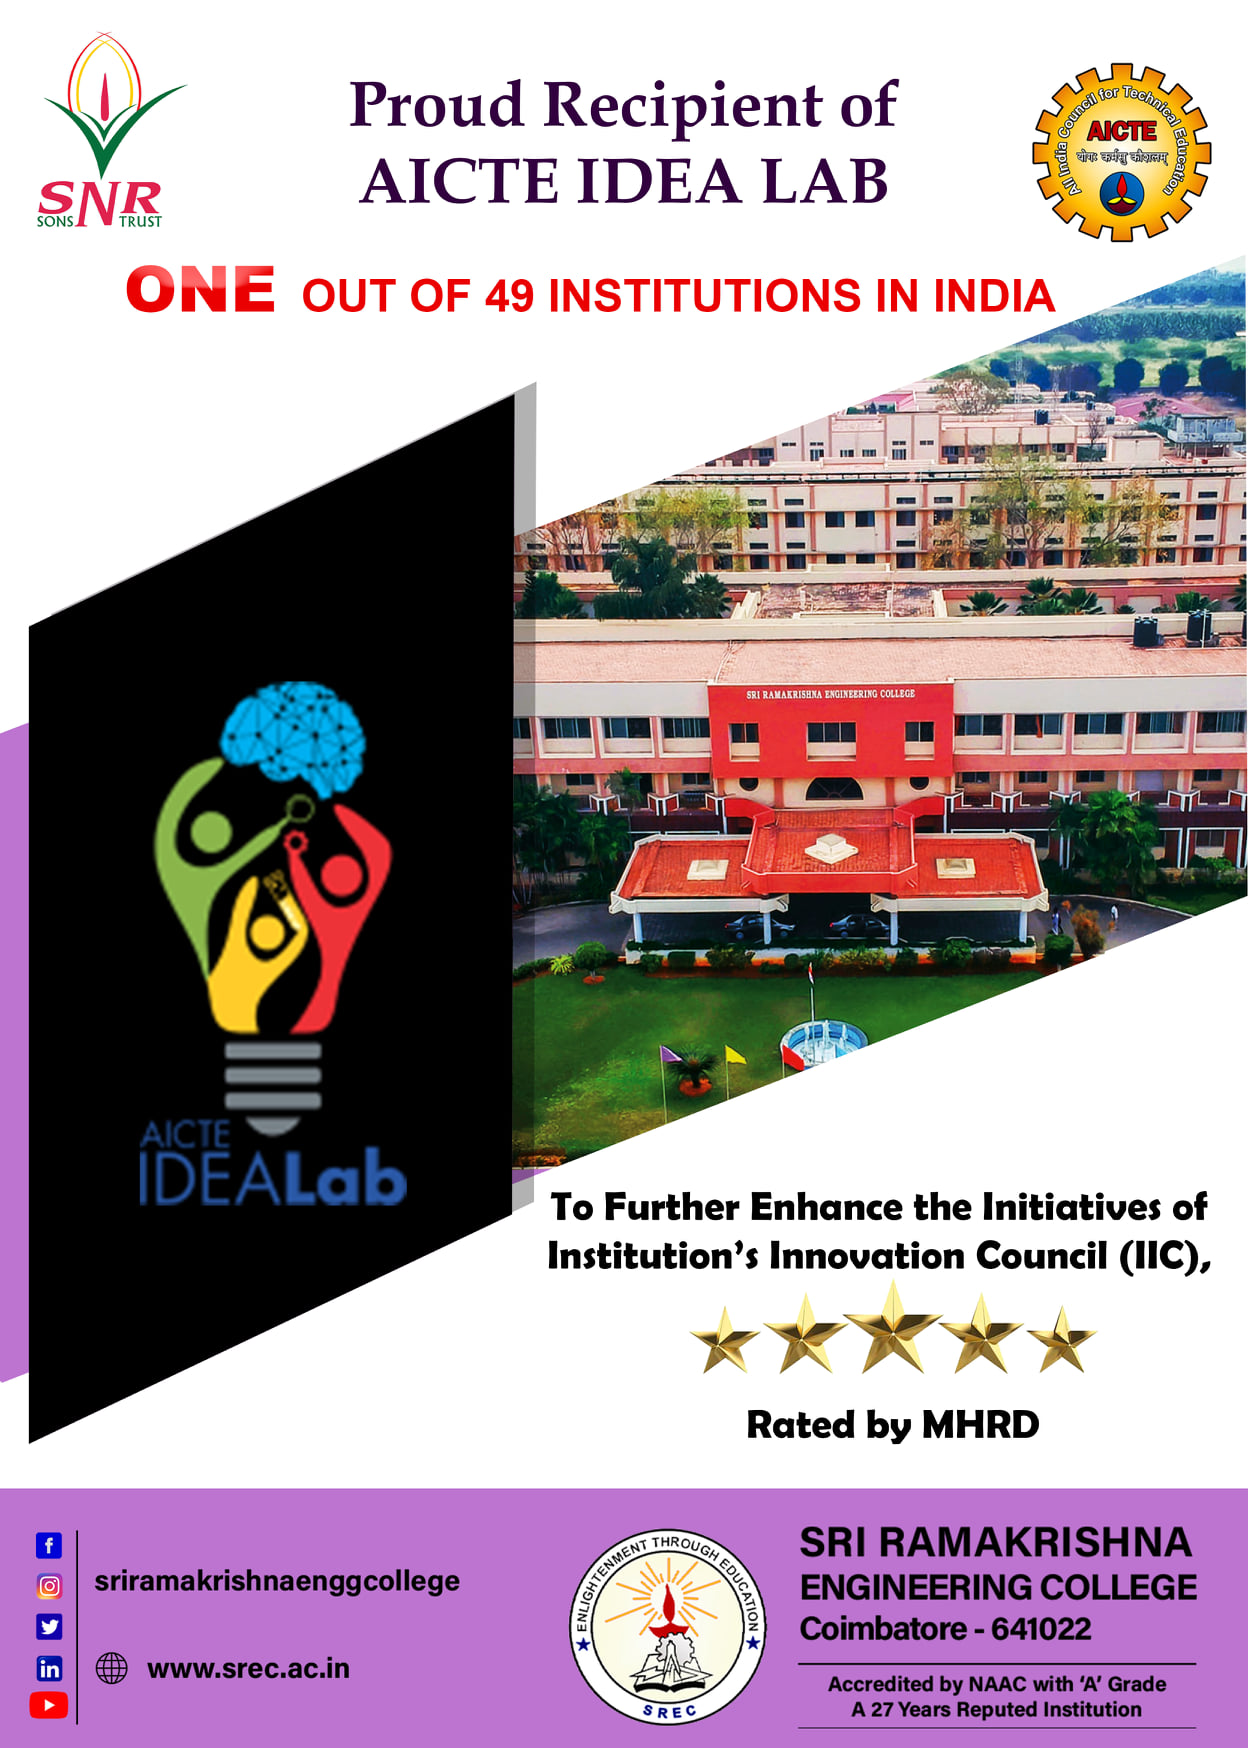 SNR
SONS TRUST
Proud Recipient of
AICTE IDEA LAB
All India Council for Technical Education
AICTE
योगः कर्मसु कौशलम्
ONE OUT OF 49 INSTITUTIONS IN INDIA
SRI RAMAKRISHNA ENGINEERING COLLEGE
AICTE
IDEALab
To Further Enhance the Initiatives of
Institution’s Innovation Council (IIC),
Rated by MHRD
sriramakrishnaenggcollege
www.srec.ac.in
ENLIGHTENMENT THROUGH EDUCATION
SREC
SRI RAMAKRISHNA
ENGINEERING COLLEGE
Coimbatore - 641022
Accredited by NAAC with ‘A’ Grade
A 27 Years Reputed Institution